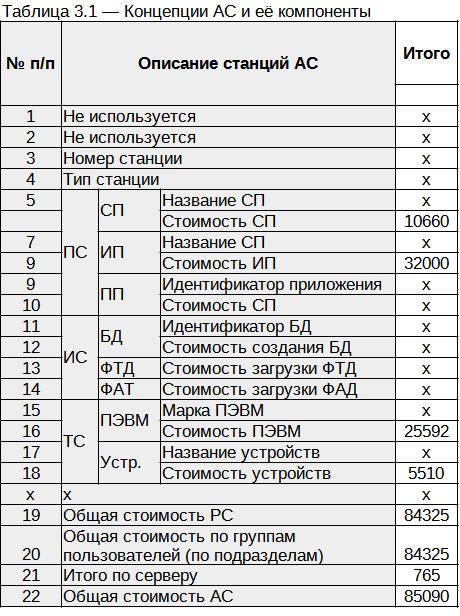 Таблица 3.1 — Концепции АС и её компоненты
№ п/п Описание станций АС Итого
1 Не используется x
2 Не используется x
3 Номер станции x
4 Тип станции x
5 ПС СП Название СП x
Стоимость СП 10660
7 ИП Название СП x
9 Стоимость ИП 32000
9 ПП Идентификатор приложения x
10 Стоимость СП x
11 ИС БД Идентификатор БД x
12 Стоимость создания БД x
13 ФТД Стоимость загрузки ФТД x
14 ФАТ Стоимость загрузки ФАД x
15 ТС ПЭВМ Марка ПЭВМ x
16 Стоимость ПЭВМ 25592
17 Устр. Название устройств x
18 Стоимость устройств 5510
x x x
19 Общая стоимость РС 84325
Общая стоимость по группам
20 пользователей (по подразделам) 84325
21 Итого по серверу 765
22 Общая стоимость АС 85090